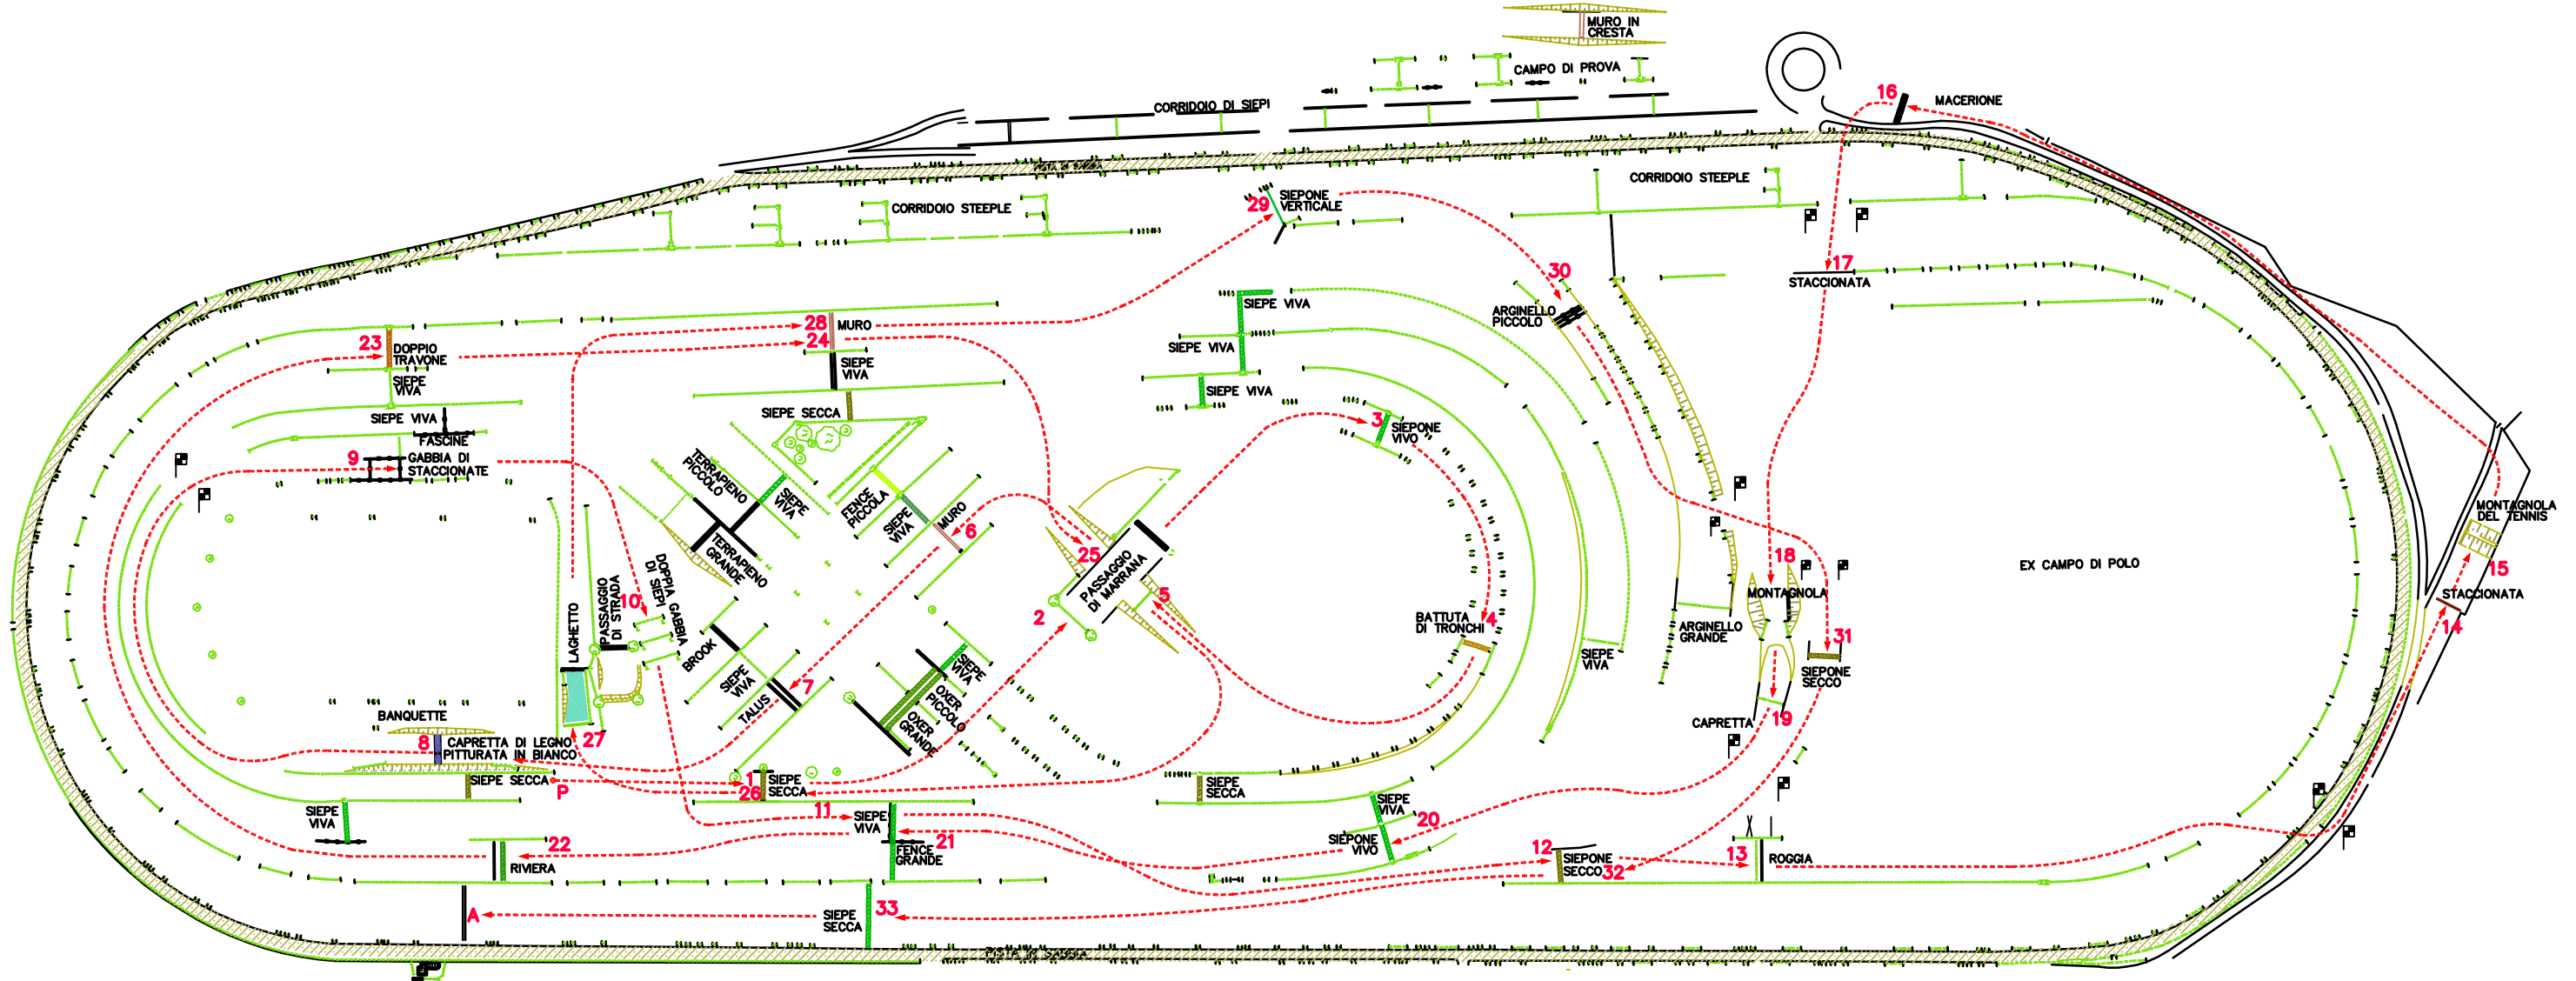 MURO IN
CRESTA
CAMPO DI PROVA
CORRIDOIO DI SIEPI
16
MACERIONE
CORRIDOIO STEEPLE
CORRIDOIO STEEPLE
29
SIEPONE
VERTICALE
17
STACCIONATA
30
ARGINELLO
PICCOLO
SIEPE VIVA
SIEPE VIVA
SIEPE VIVA
28
MURO
24
SIEPE
VIVA
SIEPE SECCA
23
DOPPIO
TRAVONE
SIEPE
VIVA
SIEPE VIVA
FASCINE
9
GABBIA DI
STACCIONATE
3
SIEPONE
VIVO
TERRAPIENO
PICCOLO
SIEPE
VIVA
FENCE
PICCOLA
SIEPE
VIVA
MURO
6
TERRAPIENO
GRANDE
25
PASSAGGIO
DI MARRANA
5
2
MONTAGNOLA
DEL TENNIS
15
STACCIONATA
14
EX CAMPO DI POLO
18
MONTAGNOLA
31
SIEPONE
SECCO
4
BATTUTA
DI TRONCHI
ARGINELLO
GRANDE
SIEPE
VIVA
LAGHETTO
PASSAGGIO
DI STRADA
10
DOPPIA GABBIA
DI SIEPI
BROOK
SIEPE
VIVA
TALUS
7
SIEPE
VIVA
OXER
PICCOLO
OXER
GRANDE
CAPRETTA
19
BANQUETTE
8
CAPRETTA DI LEGNO
PITTURATA IN BIANCO
27
SIEPE SECCA
P
1
26
SIEPE
SECCA
SIEPE
SECCA
11
SIEPE
VIVA
21
FENCE
GRANDE
SIEPE
VIVA
20
SIEPONE
VIVO
SIEPE
VIVA
22
RIVIERA
12
SIEPONE
SECCO
32
13
ROGGIA
A
SIEPE
SECCA
33
PISTA IN SABBIA